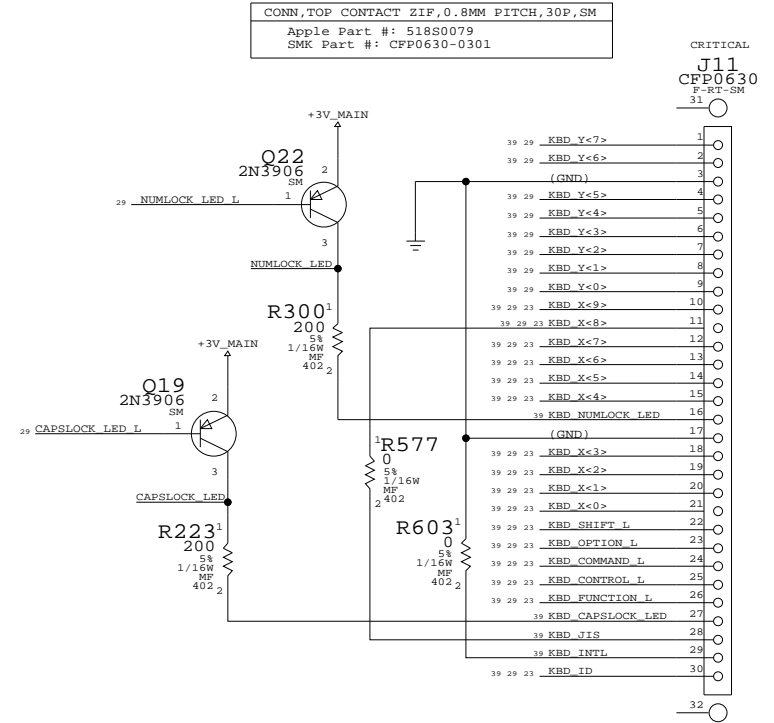 CONN,TOP CONTACT ZIF,0.8MM PITCH,30P,SM
Apple Part #: 518S0079
SMK Part #: CFP0630-0301
CRITICAL
J11
CFP0630
F-RT-SM
31
+3V_MAIN
Q22
2N3906
SM
2
1
3
29 NUMLOCK_LED_L
NUMLOCK_LED
R300
200
5%
1/16W
MF
402
1
2
+3V_MAIN
Q19
2N3906
SM
2
1
3
29 CAPSLOCK_LED_L
CAPSLOCK_LED
R223
200
5%
1/16W
MF
402
1
2
1
R577
0
5%
1/16W
MF
402
2
R603
0
5%
1/16W
MF
402
1
2
39 29 KBD_Y<7> 1
39 29 KBD_Y<6> 2
(GND) 3
39 29 KBD_Y<5> 4
39 29 KBD_Y<4> 5
39 29 KBD_Y<3> 6
39 29 KBD_Y<2> 7
39 29 KBD_Y<1> 8
39 29 KBD_Y<0> 9
39 29 23 KBD_X<9> 10
39 29 23 KBD_X<8> 11
39 29 23 KBD_X<7> 12
39 29 23 KBD_X<6> 13
39 29 23 KBD_X<5> 14
39 29 23 KBD_X<4> 15
39 KBD_NUMLOCK_LED 16
(GND) 17
39 29 23 KBD_X<3> 18
39 29 23 KBD_X<2> 19
39 29 23 KBD_X<1> 20
39 29 23 KBD_X<0> 21
39 29 23 KBD_SHIFT_L 22
39 29 23 KBD_OPTION_L 23
39 29 23 KBD_COMMAND_L 24
39 29 23 KBD_CONTROL_L 25
39 29 23 KBD_FUNCTION_L 26
39 KBD_CAPSLOCK_LED 27
39 KBD_JIS 28
39 KBD_INTL 29
39 29 23 KBD_ID 30
32